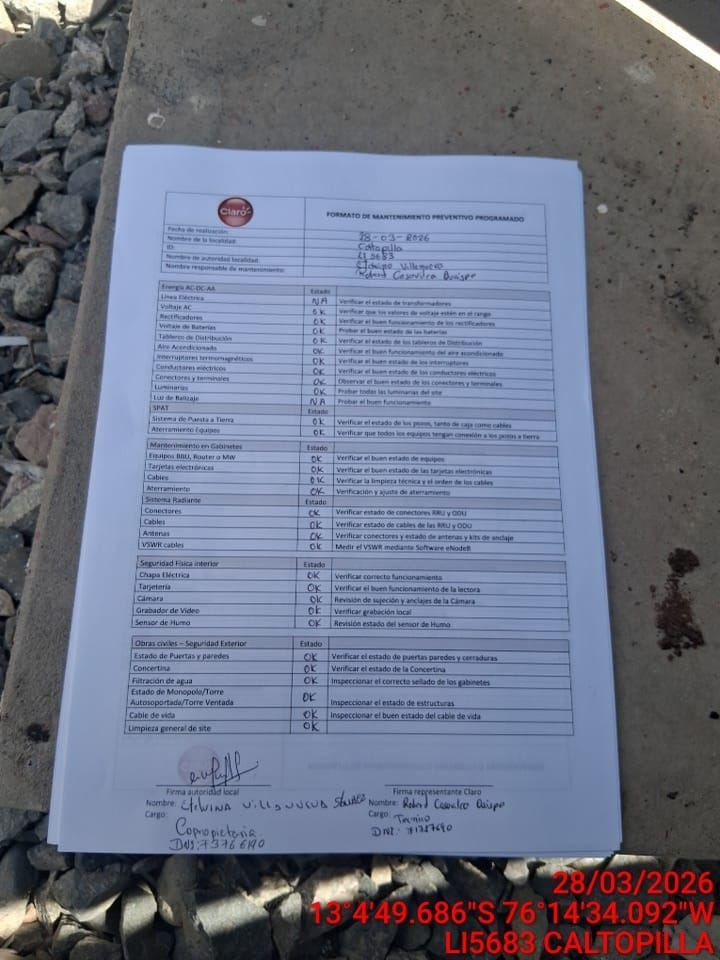 Claro
FORMATO DE MANTENIMIENTO PREVENTIVO PROGRAMADO
Fecha de realización: 28-03-2026
Nombre de la localidad: Caltopilla
ID: LI 5683
Nombre de autoridad localidad: Villanueva
Nombre responsable de mantenimiento: Quispe
Energía AC-DC-AA Estado
Línea Eléctrica NA Verificar el estado de transformadores
Voltaje AC OK Verificar que los valores de voltaje estén en el rango
Rectificadores OK Verificar el buen funcionamiento de los rectificadores
Voltaje de Baterías OK Probar el buen estado de las baterías
Tableros de Distribución OK Verificar el estado de los tableros de Distribución
Aire Acondicionado OK Verificar el buen funcionamiento del aire acondicionado
Interruptores termomagnéticos OK Verificar el buen estado de los interruptores
Conductores eléctricos OK Verificar el buen estado de los conductores eléctricos
Conectores y terminales OK Observar el buen estado de los conectores y terminales
Luminarias OK Probar todas las luminarias del site
Luz de Balizaje NA Probar el buen funcionamiento
SPAT Estado
Sistema de Puesta a Tierra OK Verificar el estado de los pozos, tanto de caja como cables
Aterramiento Equipos OK Verificar que todos los equipos tengan conexión a los pozos a tierra
Mantenimiento en Gabinetes Estado
Equipos BBU, Router o MW OK Verificar el buen estado de equipos
Tarjetas electrónicas OK Verificar el buen estado de las tarjetas electrónicas
Cables OK Verificar la limpieza técnica y el orden de los cables
Aterramiento OK Verificación y ajuste de aterramiento
Sistema Radiante Estado
Conectores OK Verificar estado de conectores RRU y ODU
Cables OK Verificar estado de cables de las RRU y ODU
Antenas OK Verificar conectores y estado de antenas y kits de anclaje
VSWR cables OK Medir el VSWR mediante Software eNodeB
Seguridad Física interior Estado
Chapa Eléctrica OK Verificar correcto funcionamiento
Tarjetería OK Verificar el buen funcionamiento de la lectora
Cámara OK Revisión de sujeción y anclajes de la Cámara
Grabador de Video OK Verificar grabación local
Sensor de Humo OK Revisión estado del sensor de Humo
Obras civiles – Seguridad Exterior Estado
Estado de Puertas y paredes OK Verificar el estado de puertas paredes y cerraduras
Concertina OK Verificar el estado de la Concertina
Filtración de agua OK Inspeccionar el correcto sellado de los gabinetes
Estado de Monopolo/Torre
Autosoportada/Torre Ventada OK Inspeccionar el estado de estructuras
Cable de vida OK Inspeccionar el buen estado del cable de vida
Limpieza general de site OK
Firma autoridad local Firma representante Claro
Nombre: Nombre: Quispe
Cargo: Copropietaria Cargo: Tecnico
DNI: 73766190 DNI: 71727690
28/03/2026
13°4'49.686"S 76°14'34.092"W
LI5683 CALTOPILLA